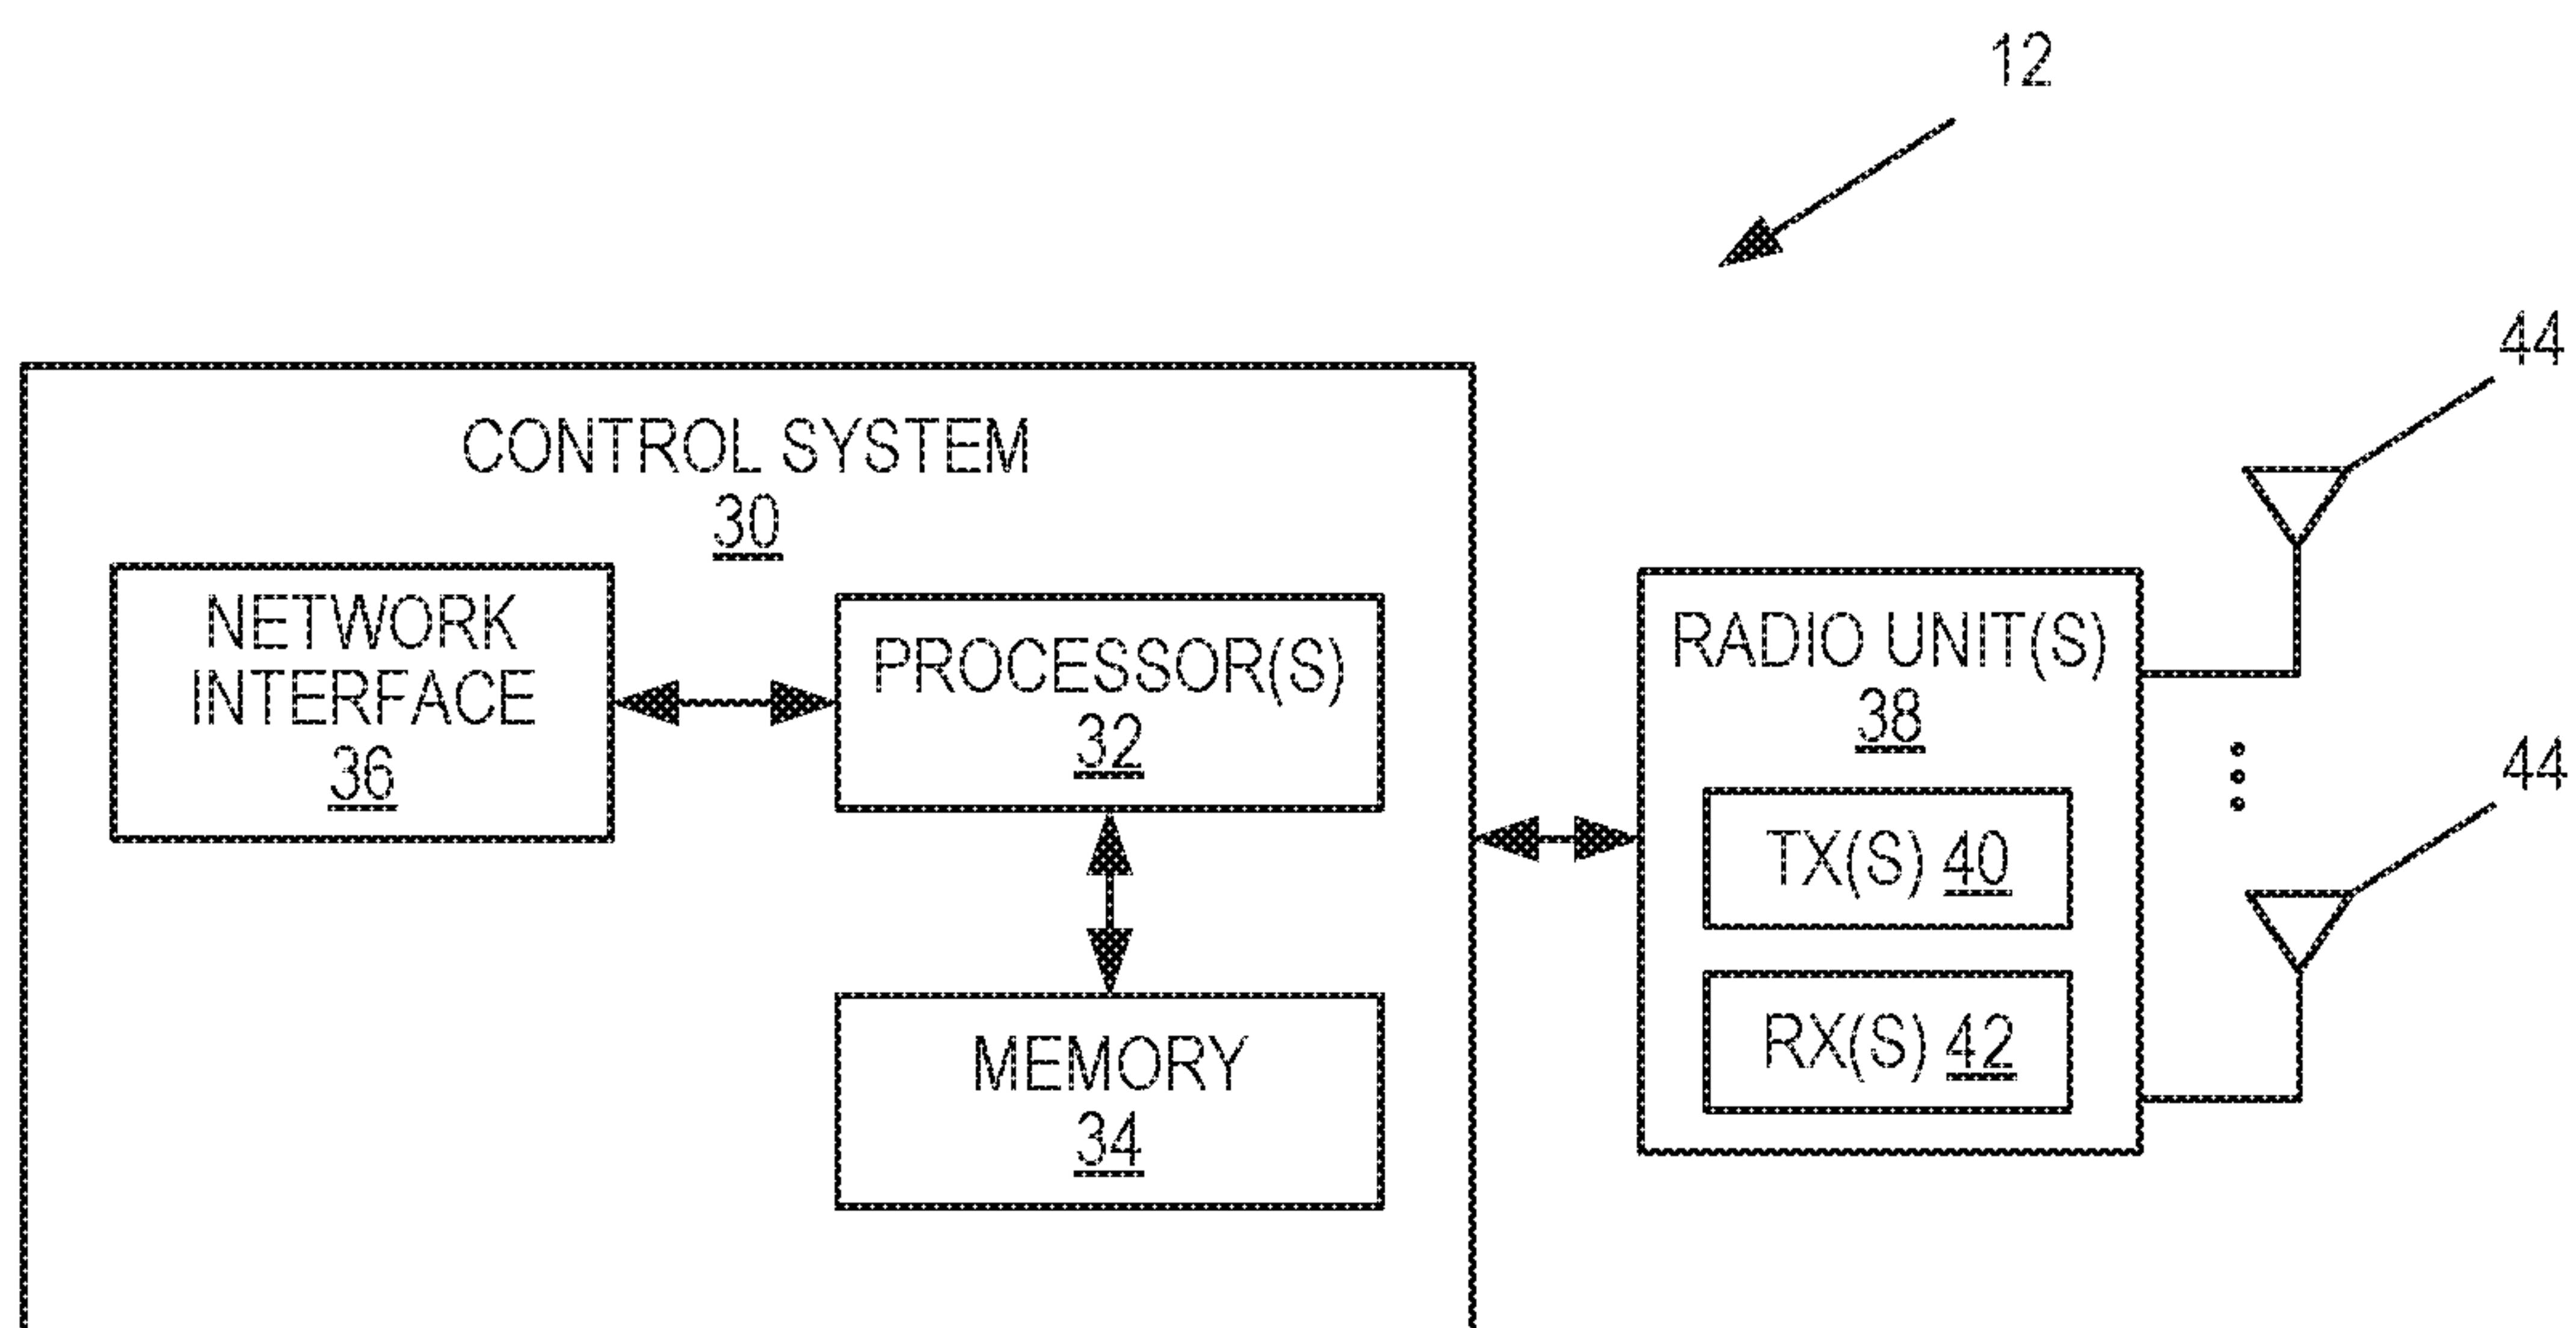 12
44
CONTROL SYSTEM
30
NETWORK
INTERFACE
36
PROCESSOR(S)
32
MEMORY
34
RADIO UNIT(S)
38
TX(S) 40
RX(S) 42
44